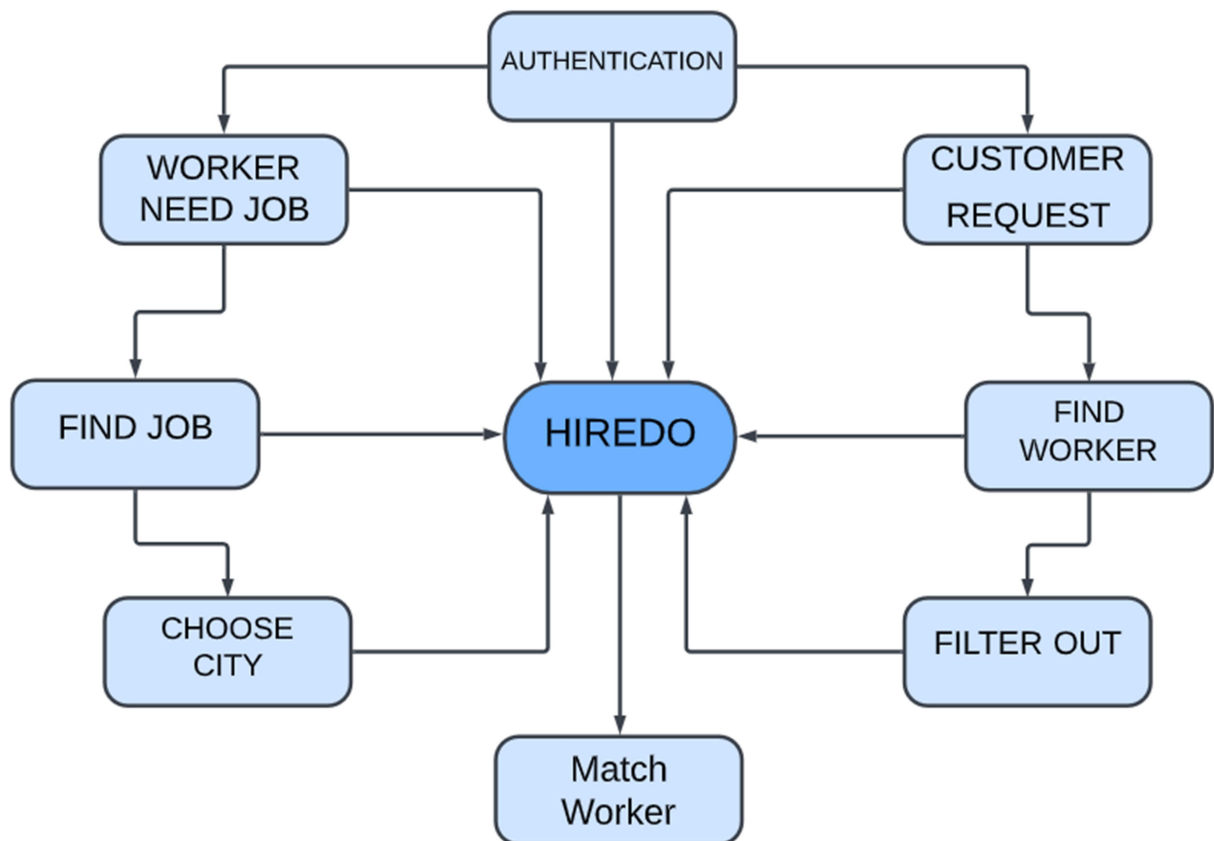 AUTHENTICATION
WORKER
NEED JOB
CUSTOMER
REQUEST
FIND JOB
HIREDO
FIND
WORKER
CHOOSE
CITY
FILTER OUT
Match
Worker